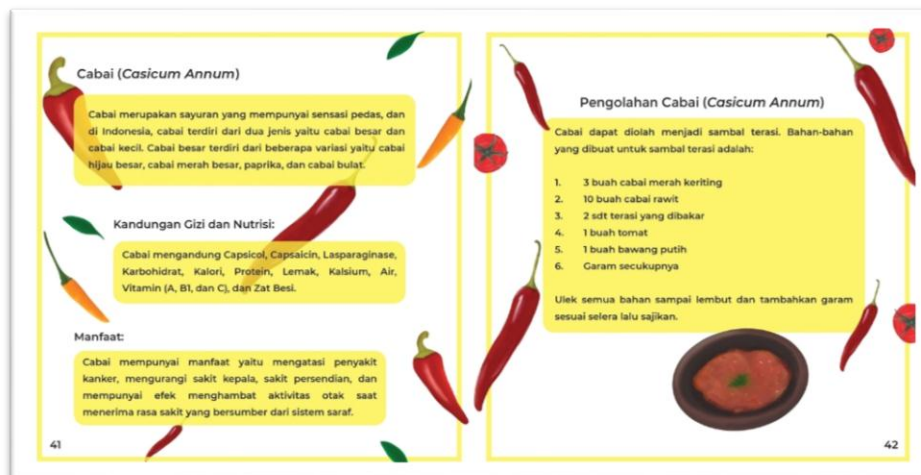 Cabai (Casicum Annum)
Cabai merupakan sayuran yang mempunyai sensasi pedas, dan
di Indonesia, cabai terdiri dari dua jenis yaitu cabai besar dan
cabai kecil. Cabai besar terdiri dari beberapa variasi yaitu cabai
hijau besar, cabai merah besar, paprika, dan cabai bulat.
Kandungan Gizi dan Nutrisi:
Cabai mengandung Capsicol, Capsaicin, Lasparaginase,
Karbohidrat, Kalori, Protein, Lemak, Kalsium, Air,
Vitamin (A, B1, dan C), dan Zat Besi.
Manfaat:
Cabai mempunyai manfaat yaitu mengatasi penyakit
kanker, mengurangi sakit kepala, sakit persendian, dan
mempunyai efek menghambat aktivitas otak saat
menerima rasa sakit yang bersumber dari sistem saraf.
41
Pengolahan Cabai (Casicum Annum)
Cabai dapat diolah menjadi sambal terasi. Bahan-bahan
yang dibuat untuk sambal terasi adalah:
1. 3 buah cabai merah keriting
2. 10 buah cabai rawit
3. 2 sdt terasi yang dibakar
4. 1 buah tomat
5. 1 buah bawang putih
6. Garam secukupnya
Ulek semua bahan sampai lembut dan tambahkan garam
sesuai selera lalu sajikan.
42